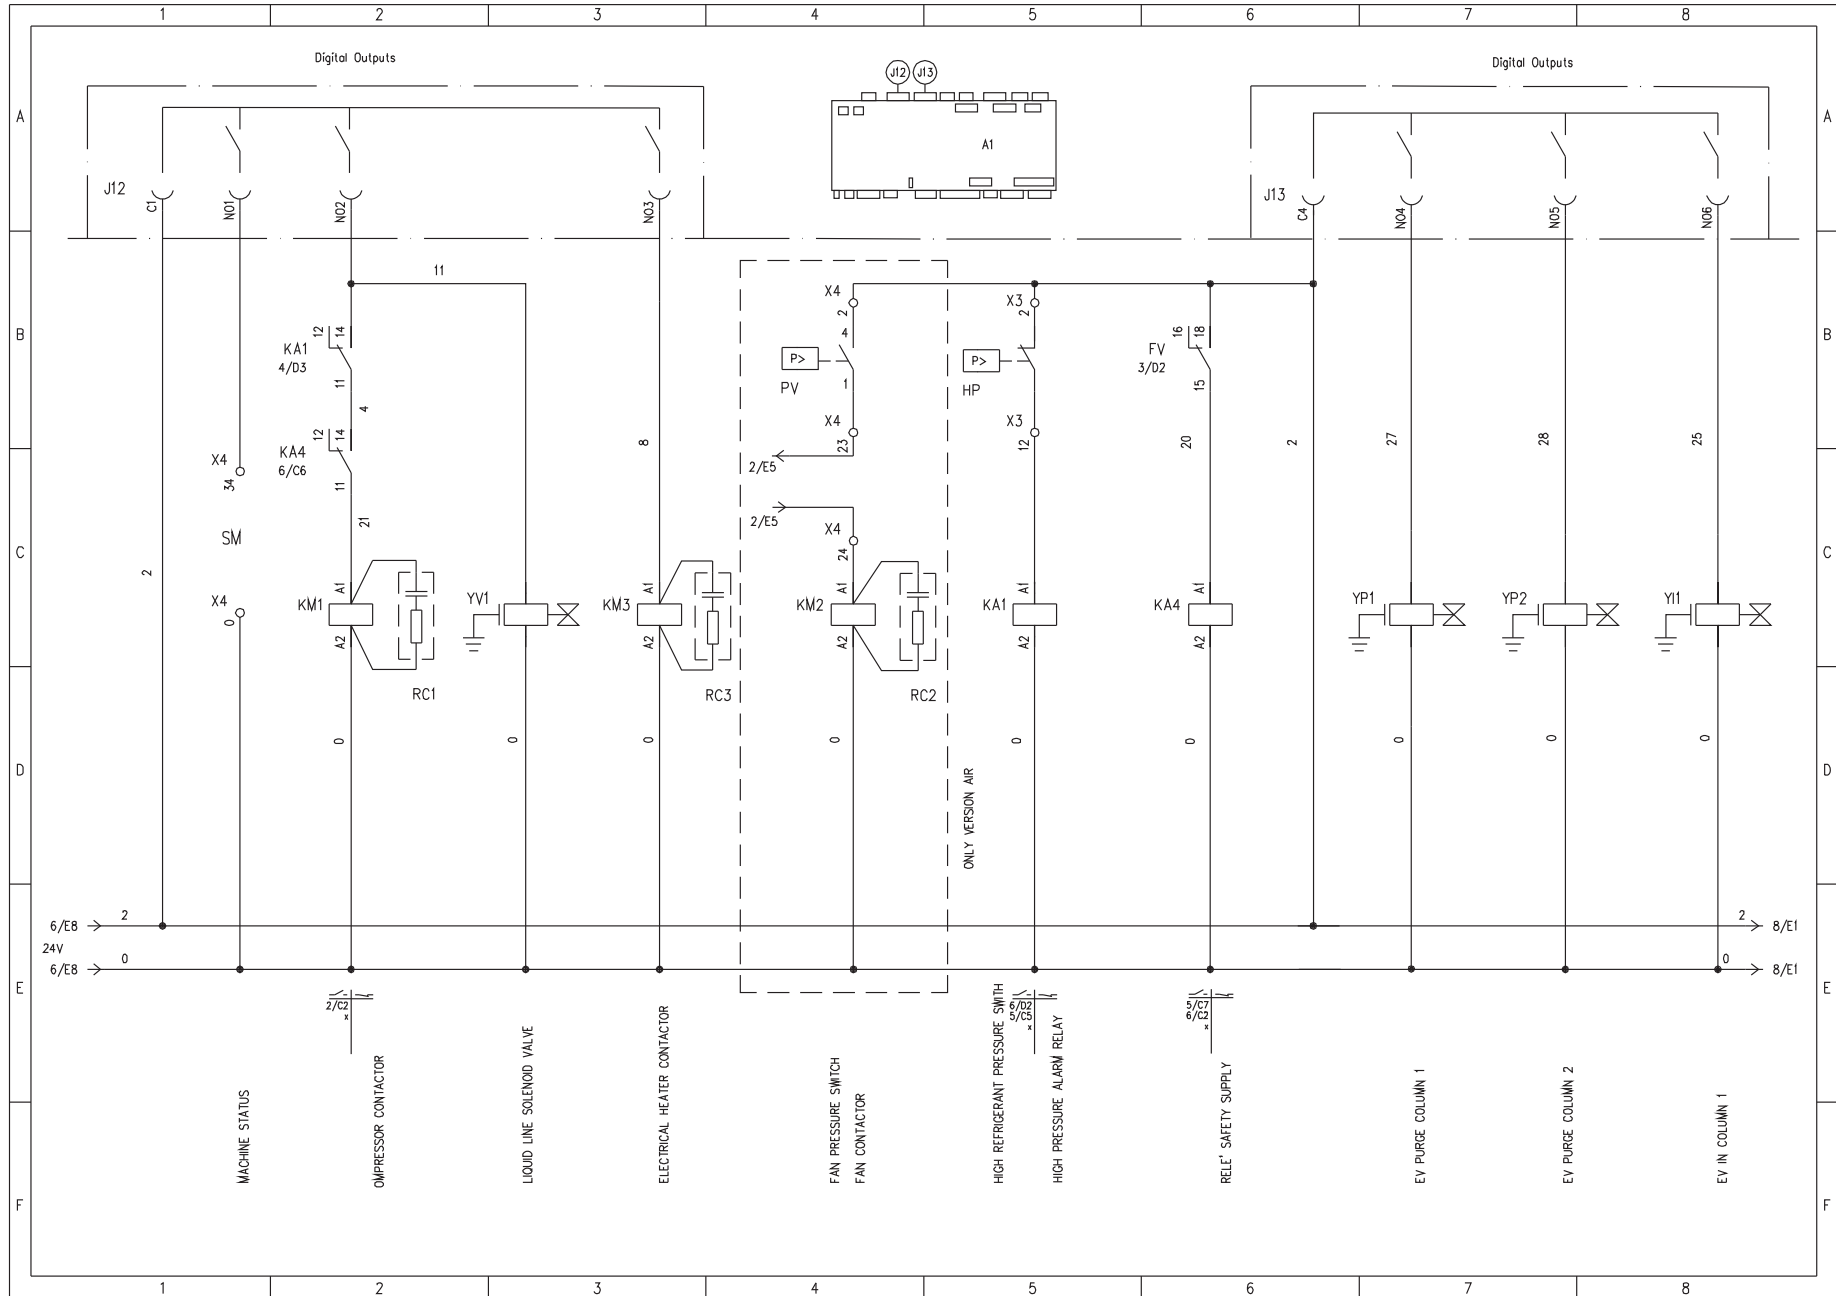 1 2 3 4 5 6 7 8
Digital Outputs
Digital Outputs
J12 J13
A A
A1
J12
C1
NO1
NO2
NO3
J13
C4
NO4
NO5
NO6
11
B B
KA1
4/D3
12
14
11
4
KA4
6/C6
12
14
11
21
X4
2
4
P>
PV
1
X4
23
2/E5
2/E5
X4
24
X3
2
P>
HP
X3
12
FV
3/D2
16
18
15
8
20
2
27
28
25
X4
34
SM
X4
0
C C
2
KM1
A1
A2
RC1
YV1
KM3
A1
A2
RC3
KM2
A1
A2
RC2
KA1
A1
A2
KA4
A1
A2
YP1
YP2
YI1
0
0
0
0
0
0
0
0
0
D D
ONLY VERSION AIR
6/E8
2
2
8/E1
24V
6/E8
0
0
8/E1
E E
2/C2
x
6/D2
5/C5
x
5/C7
6/C2
x
MACHINE STATUS
OMPRESSOR CONTACTOR
LIQUID LINE SOLENOID VALVE
ELECTRICAL HEATER CONTACTOR
FAN PRESSURE SWITCH
FAN CONTACTOR
HIGH REFRIGERANT PRESSURE SWITH
HIGH PRESSURE ALARM RELAY
RELE' SAFETY SUPPLY
EV PURGE COLUMN 1
EV PURGE COLUMN 2
EV IN COLUMN 1
F F
1 2 3 4 5 6 7 8